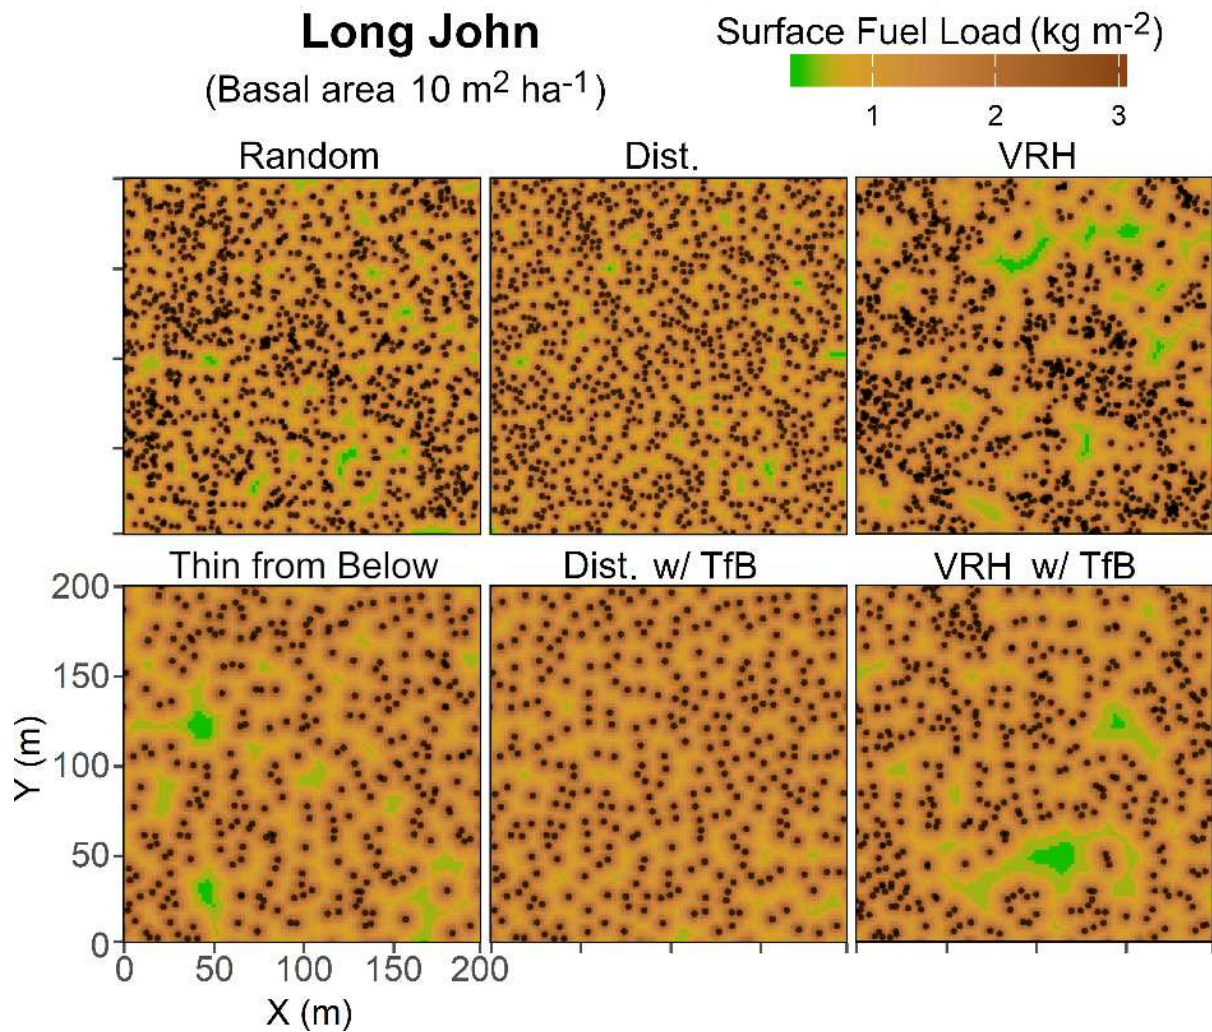 Long John
(Basal area 10 m2 ha-1)
Surface Fuel Load (kg m-2)
1 2 3
Random Dist. VRH
Thin from Below Dist. w/ TfB VRH w/ TfB
200
150
100
50
0
Y (m)
0 50 100 150 200
X (m)